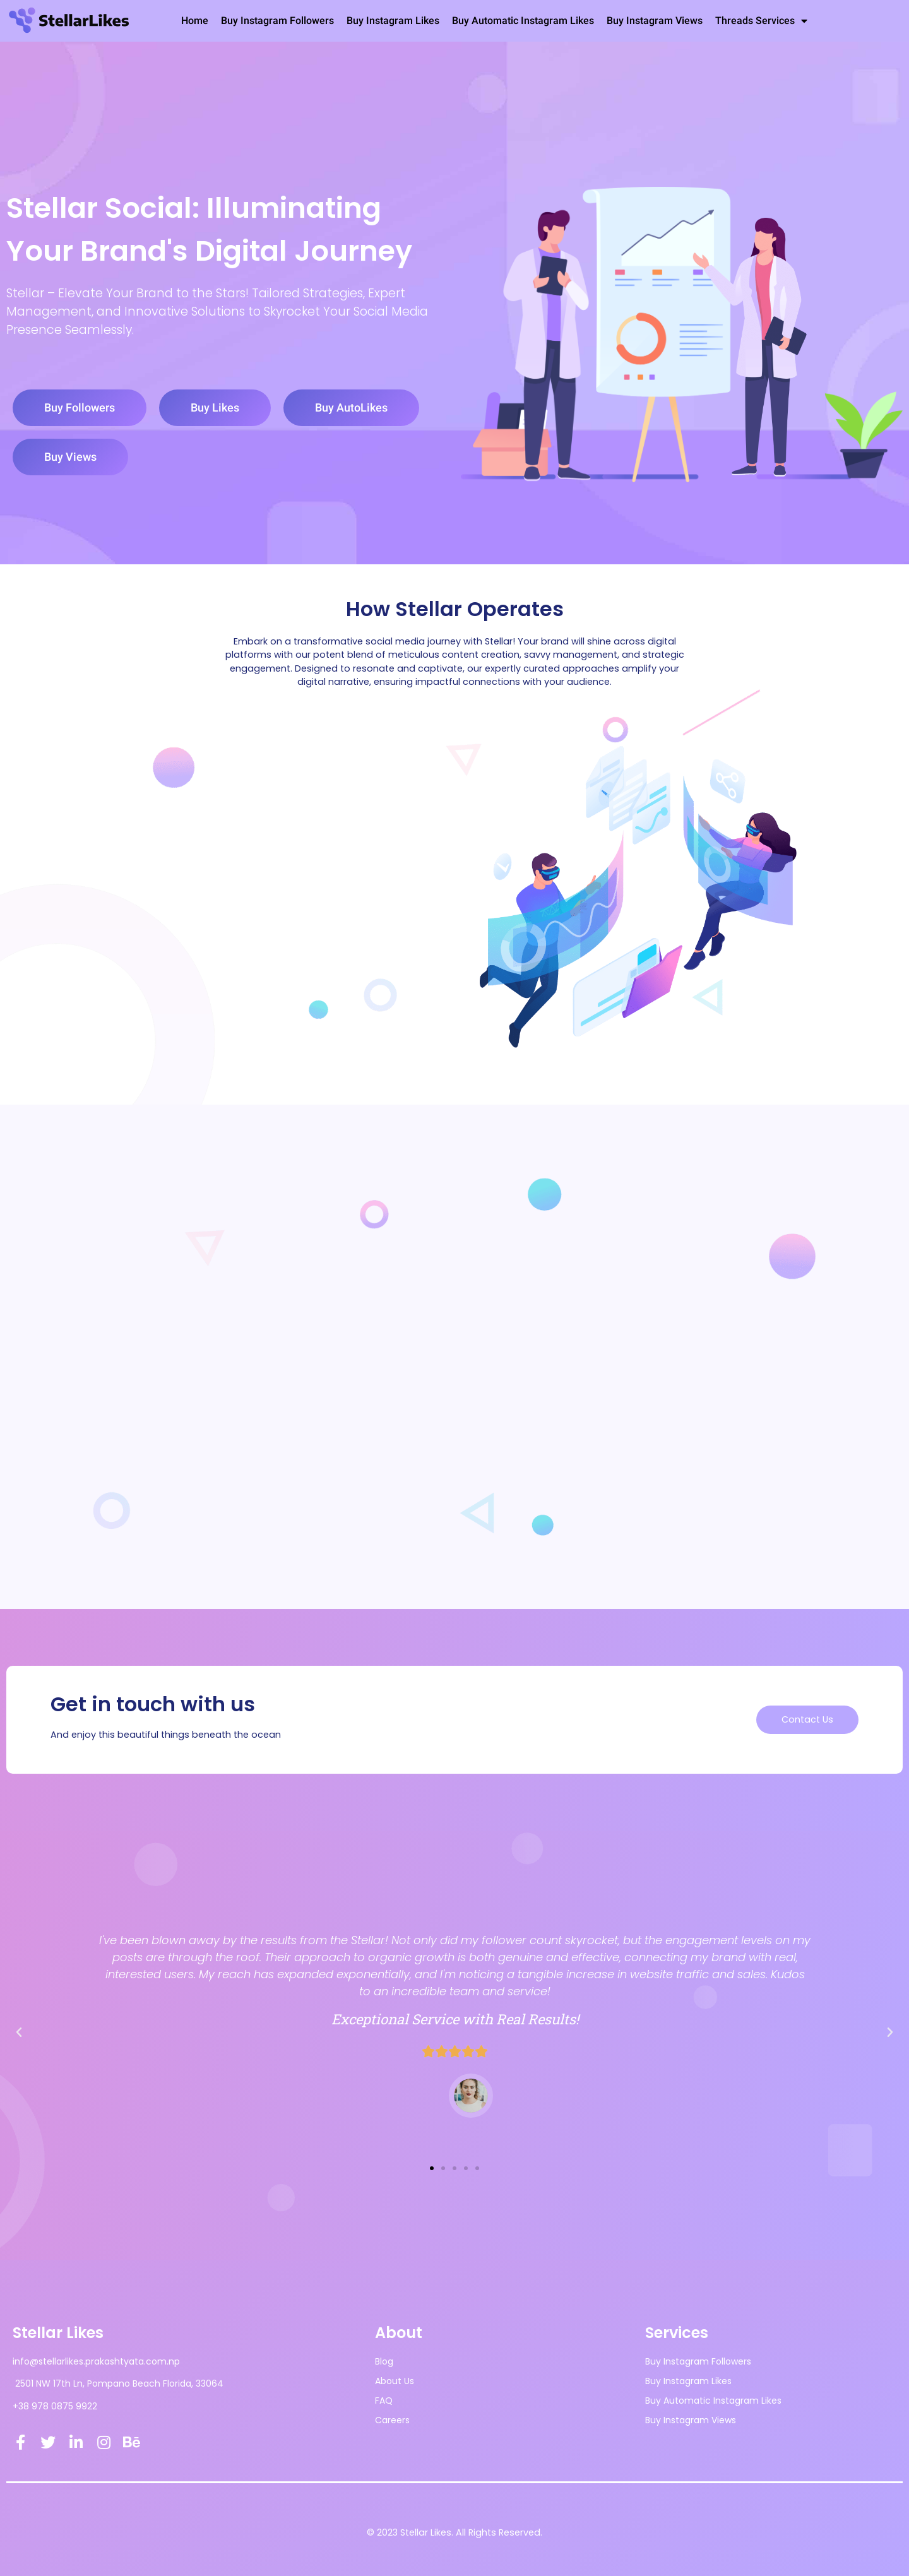 StellarLikes
Home Buy Instagram Followers Buy Instagram Likes Buy Automatic Instagram Likes Buy Instagram Views Threads Services
Stellar Social: Illuminating
Your Brand's Digital Journey
Stellar – Elevate Your Brand to the Stars! Tailored Strategies, Expert
Management, and Innovative Solutions to Skyrocket Your Social Media
Presence Seamlessly.
Buy Followers Buy Likes Buy AutoLikes
Buy Views
How Stellar Operates
Embark on a transformative social media journey with Stellar! Your brand will shine across digital
platforms with our potent blend of meticulous content creation, savvy management, and strategic
engagement. Designed to resonate and captivate, our expertly curated approaches amplify your
digital narrative, ensuring impactful connections with your audience.
Get in touch with us
And enjoy this beautiful things beneath the ocean
Contact Us
I've been blown away by the results from the Stellar! Not only did my follower count skyrocket, but the engagement levels on my
posts are through the roof. Their approach to organic growth is both genuine and effective, connecting my brand with real,
interested users. My reach has expanded exponentially, and I'm noticing a tangible increase in website traffic and sales. Kudos
to an incredible team and service!
Exceptional Service with Real Results!
Stellar Likes
info@stellarlikes.prakashtyata.com.np
2501 NW 17th Ln, Pompano Beach Florida, 33064
+38 978 0875 9922
Bē
About
Blog
About Us
FAQ
Careers
Services
Buy Instagram Followers
Buy Instagram Likes
Buy Automatic Instagram Likes
Buy Instagram Views
© 2023 Stellar Likes. All Rights Reserved.